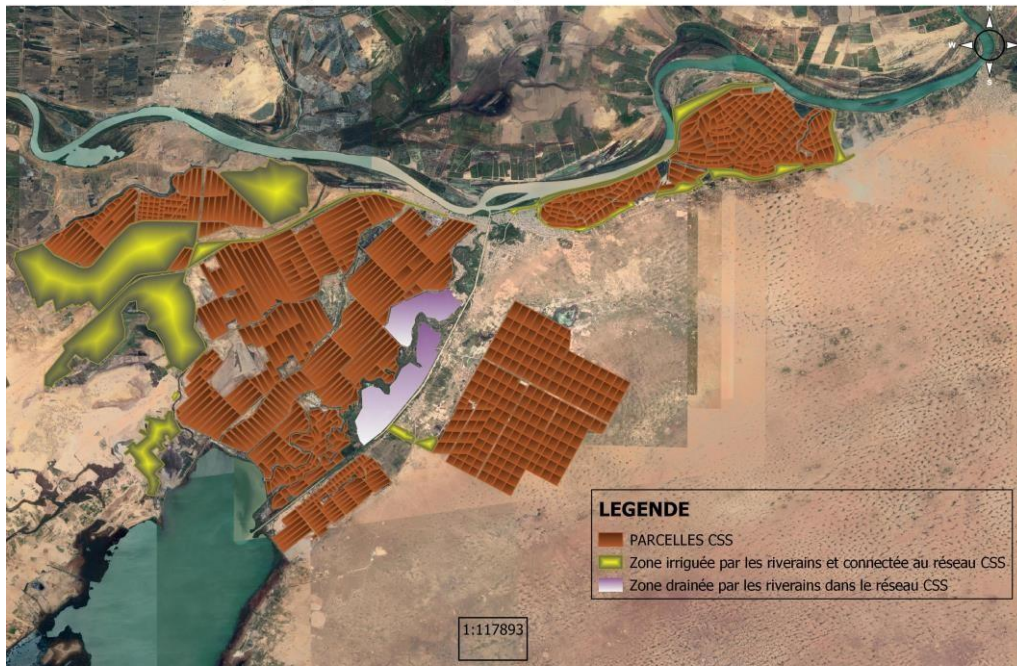 N
W
S
LEGENDE
PARCELLES CSS
Zone irriguée par les riverains et connectée au réseau CSS
Zone drainée par les riverains dans le réseau CSS
1:117893